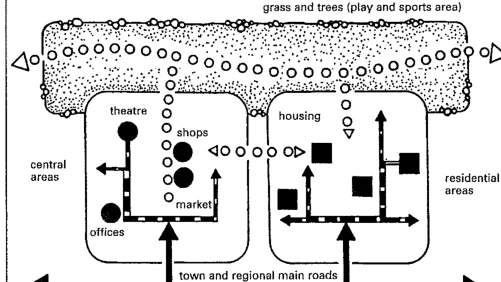 grass and trees (play and sports area)
theatre
shops
housing
central
areas
residential
areas
market
offices
town and regional main roads